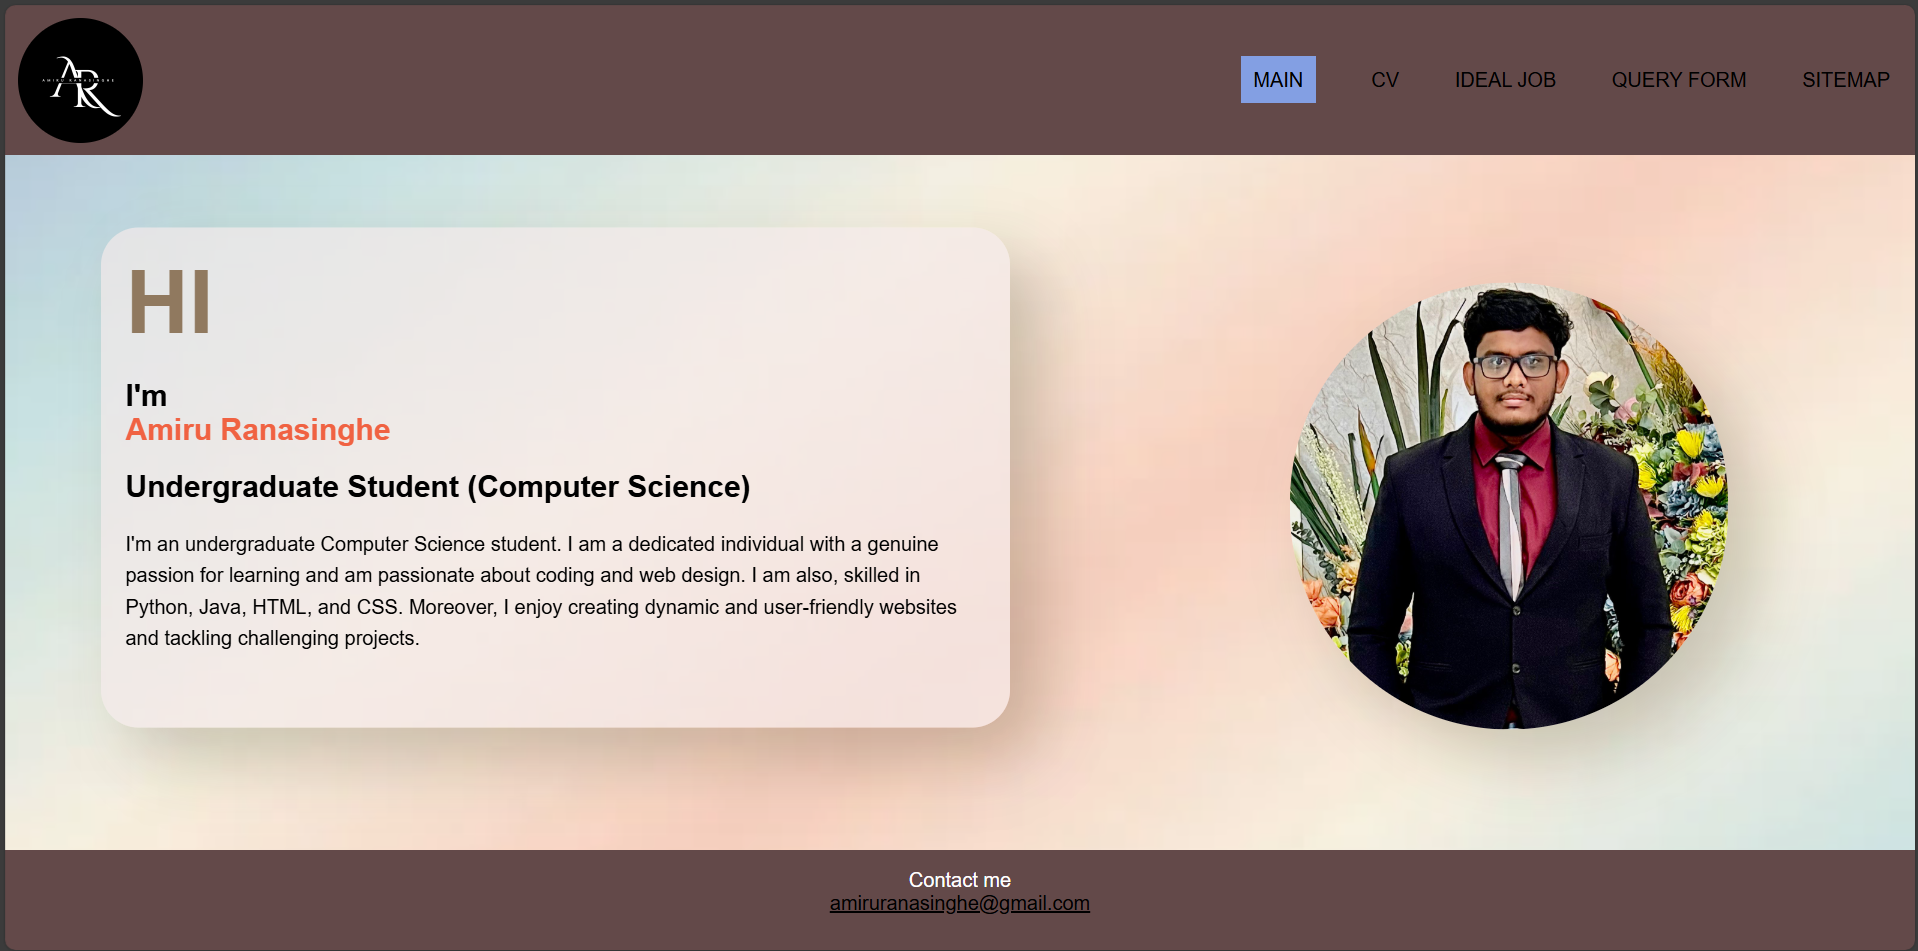 AR
AMIRU RANASINGHE
MAIN
CV
IDEAL JOB
QUERY FORM
SITEMAP
HI
I'm
Amiru Ranasinghe
Undergraduate Student (Computer Science)
I'm an undergraduate Computer Science student. I am a dedicated individual with a genuine
passion for learning and am passionate about coding and web design. I am also, skilled in
Python, Java, HTML, and CSS. Moreover, I enjoy creating dynamic and user-friendly websites
and tackling challenging projects.
Contact me
amiruranasinghe@gmail.com